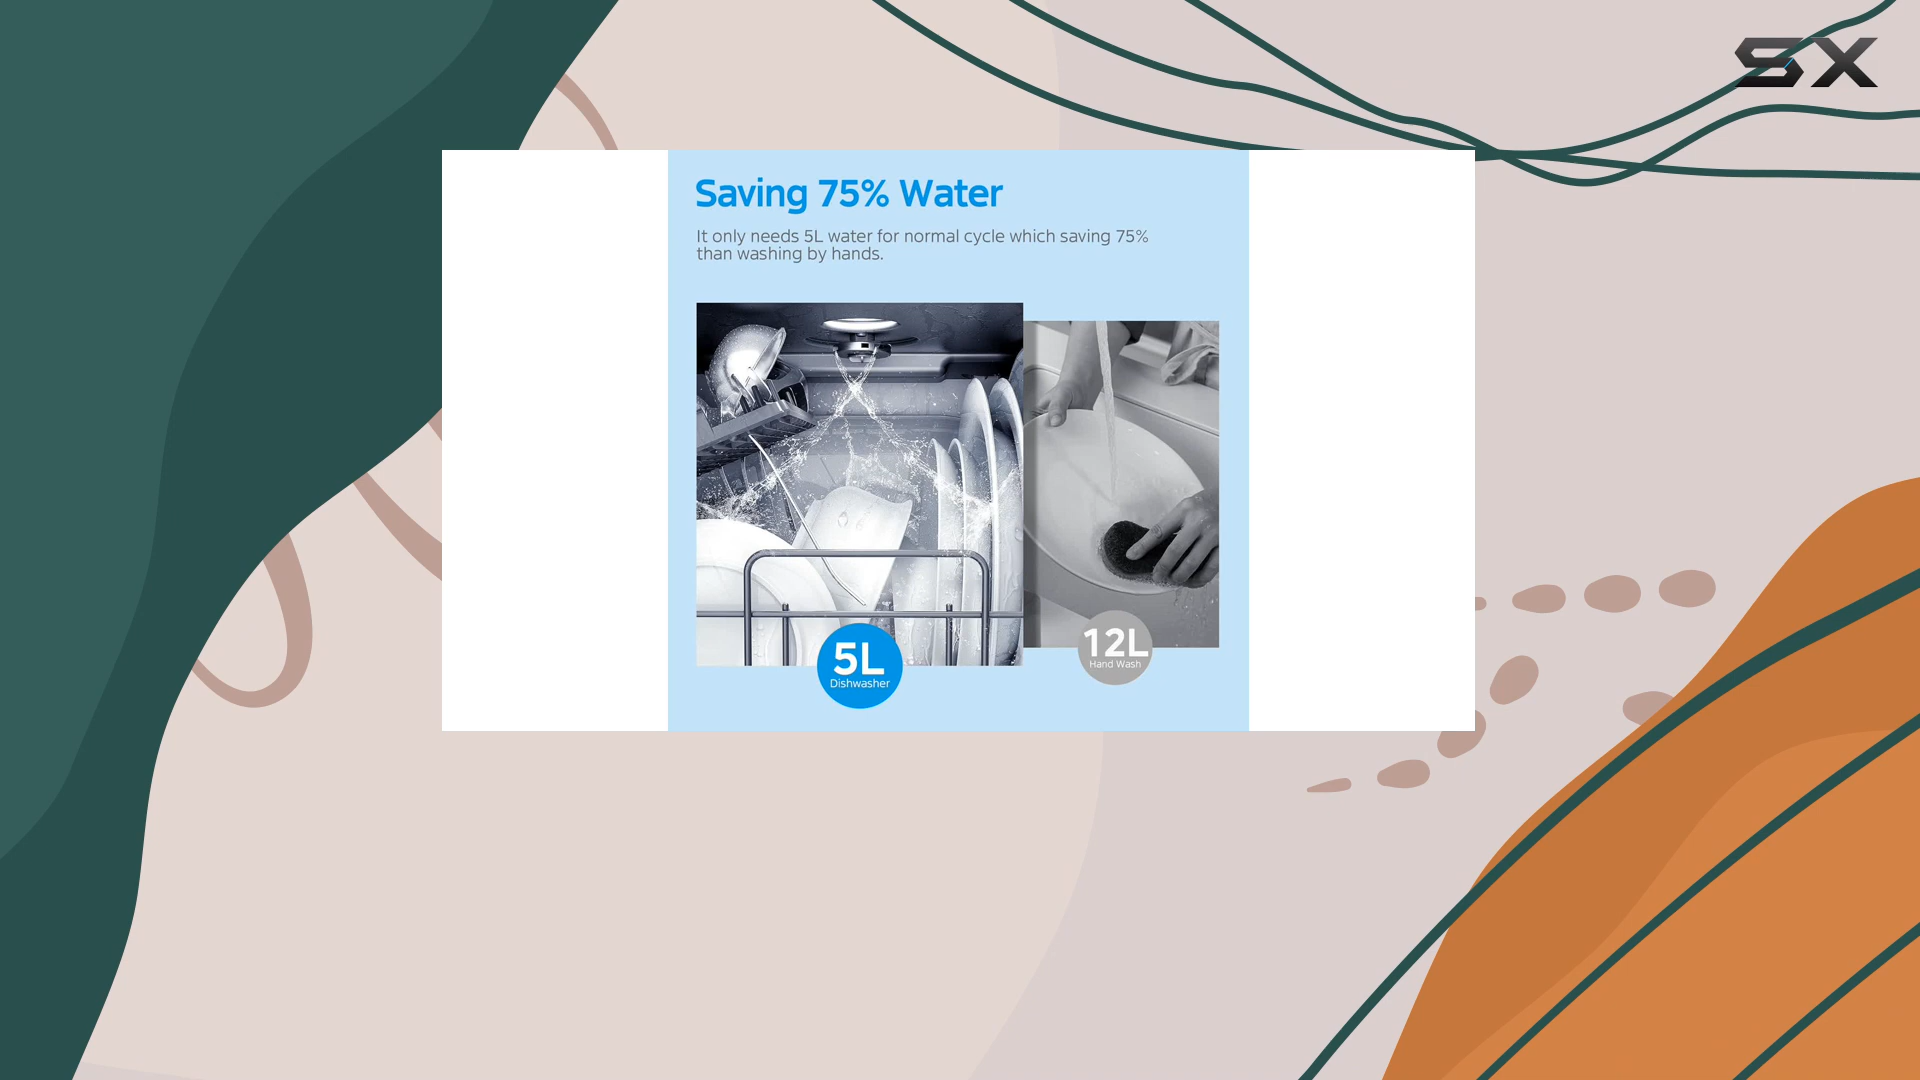 SX
Saving 75% Water
It only needs 5L water for normal cycle which saving 75%
than washing by hands.
5L
Dishwasher
12L
Hand Wash